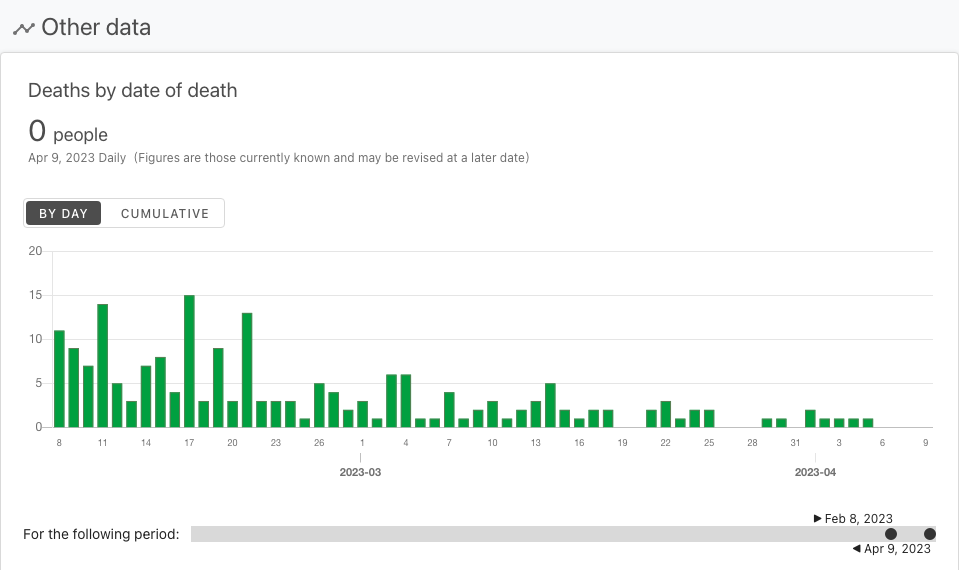 Other data
Deaths by date of death
0 people
Apr 9, 2023 Daily (Figures are those currently known and may be revised at a later date)
BY DAY CUMULATIVE
20
15
10
5
0
8 11 14 17 20 23 26 1 4 7 10 13 16 19 22 25 28 31 3 6 9
2023-03 2023-04
Feb 8, 2023
For the following period:
Apr 9, 2023